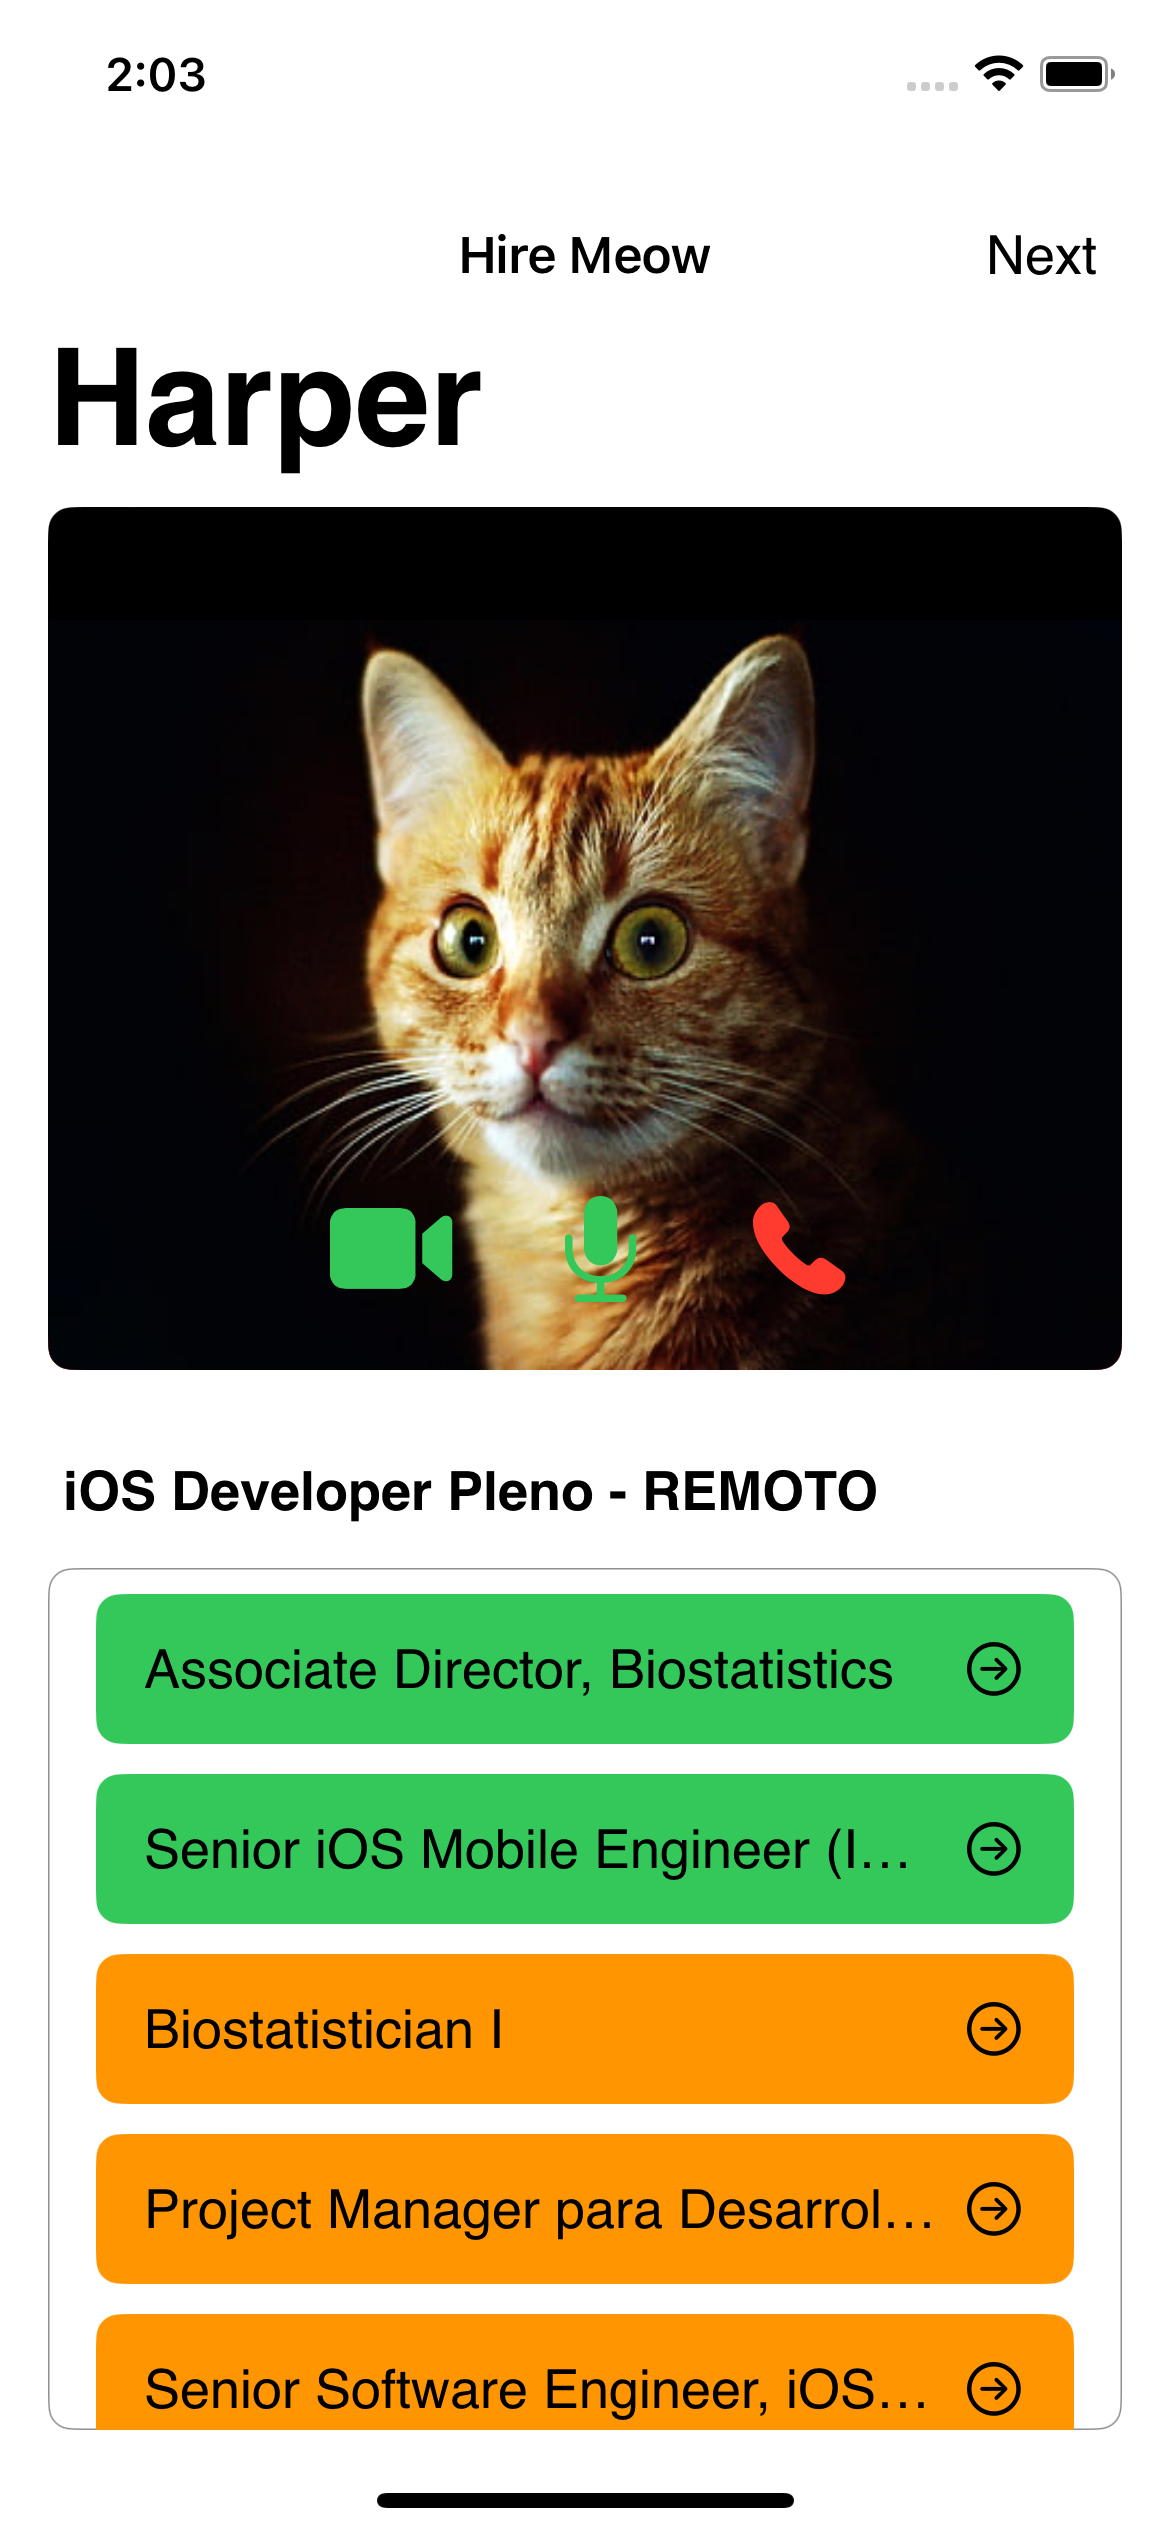 2:03
Hire Meow
Next
Harper
iOS Developer Pleno - REMOTO
Associate Director, Biostatistics
Senior iOS Mobile Engineer (I…
Biostatistician I
Project Manager para Desarrol…
Senior Software Engineer, iOS…